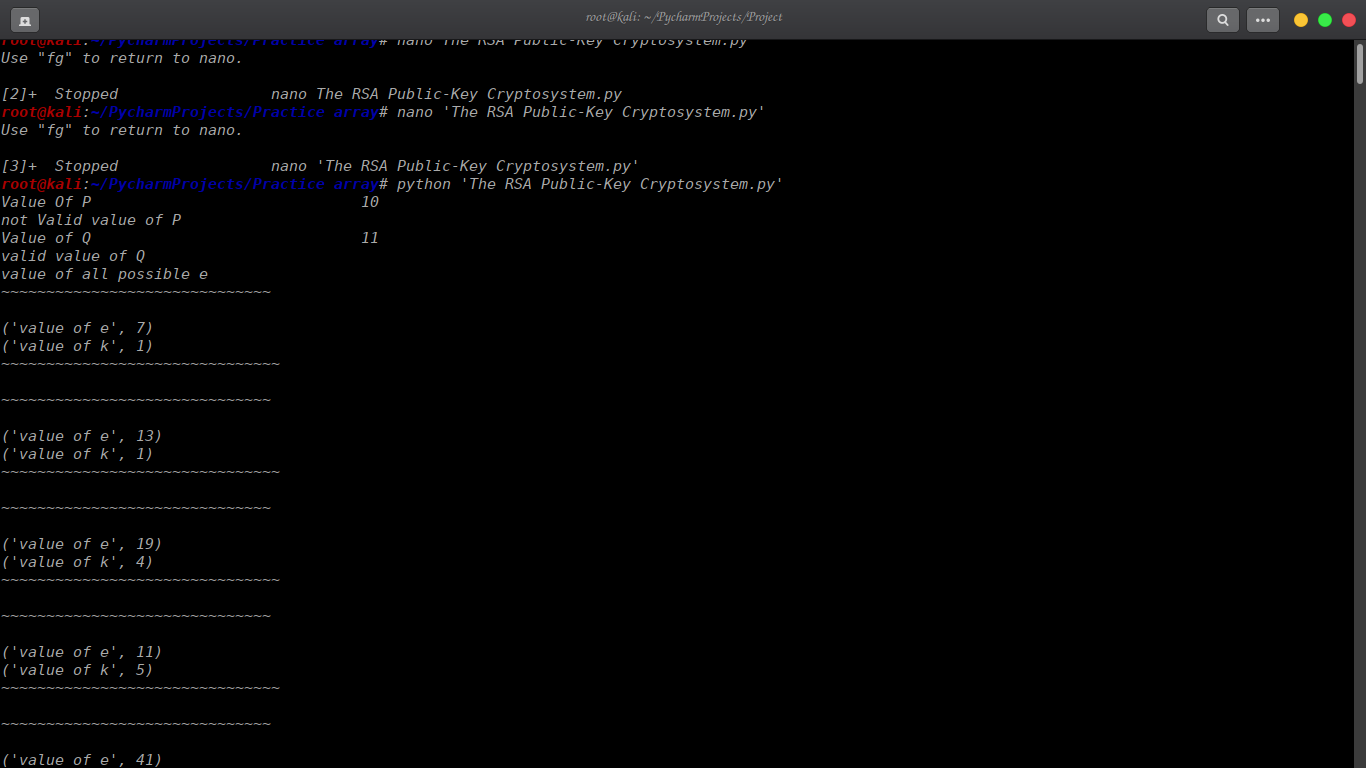 root@kali: ~/PycharmProjects/Project
root@kali:~/PycharmProjects/Practice array# nano The RSA Public-Key Cryptosystem.py
Use "fg" to return to nano.
[2]+  Stopped                 nano The RSA Public-Key Cryptosystem.py
root@kali:~/PycharmProjects/Practice array# nano 'The RSA Public-Key Cryptosystem.py'
Use "fg" to return to nano.
[3]+  Stopped                 nano 'The RSA Public-Key Cryptosystem.py'
root@kali:~/PycharmProjects/Practice array# python 'The RSA Public-Key Cryptosystem.py'
Value Of P                              10
not Valid value of P
Value of Q                              11
valid value of Q
value of all possible e
~~~~~~~~~~~~~~~~~~~~~~~~~~~~~~
('value of e', 7)
('value of k', 1)
~~~~~~~~~~~~~~~~~~~~~~~~~~~~~~~
~~~~~~~~~~~~~~~~~~~~~~~~~~~~~~
('value of e', 13)
('value of k', 1)
~~~~~~~~~~~~~~~~~~~~~~~~~~~~~~~
~~~~~~~~~~~~~~~~~~~~~~~~~~~~~~
('value of e', 19)
('value of k', 4)
~~~~~~~~~~~~~~~~~~~~~~~~~~~~~~~
~~~~~~~~~~~~~~~~~~~~~~~~~~~~~~
('value of e', 11)
('value of k', 5)
~~~~~~~~~~~~~~~~~~~~~~~~~~~~~~~
~~~~~~~~~~~~~~~~~~~~~~~~~~~~~~
('value of e', 41)